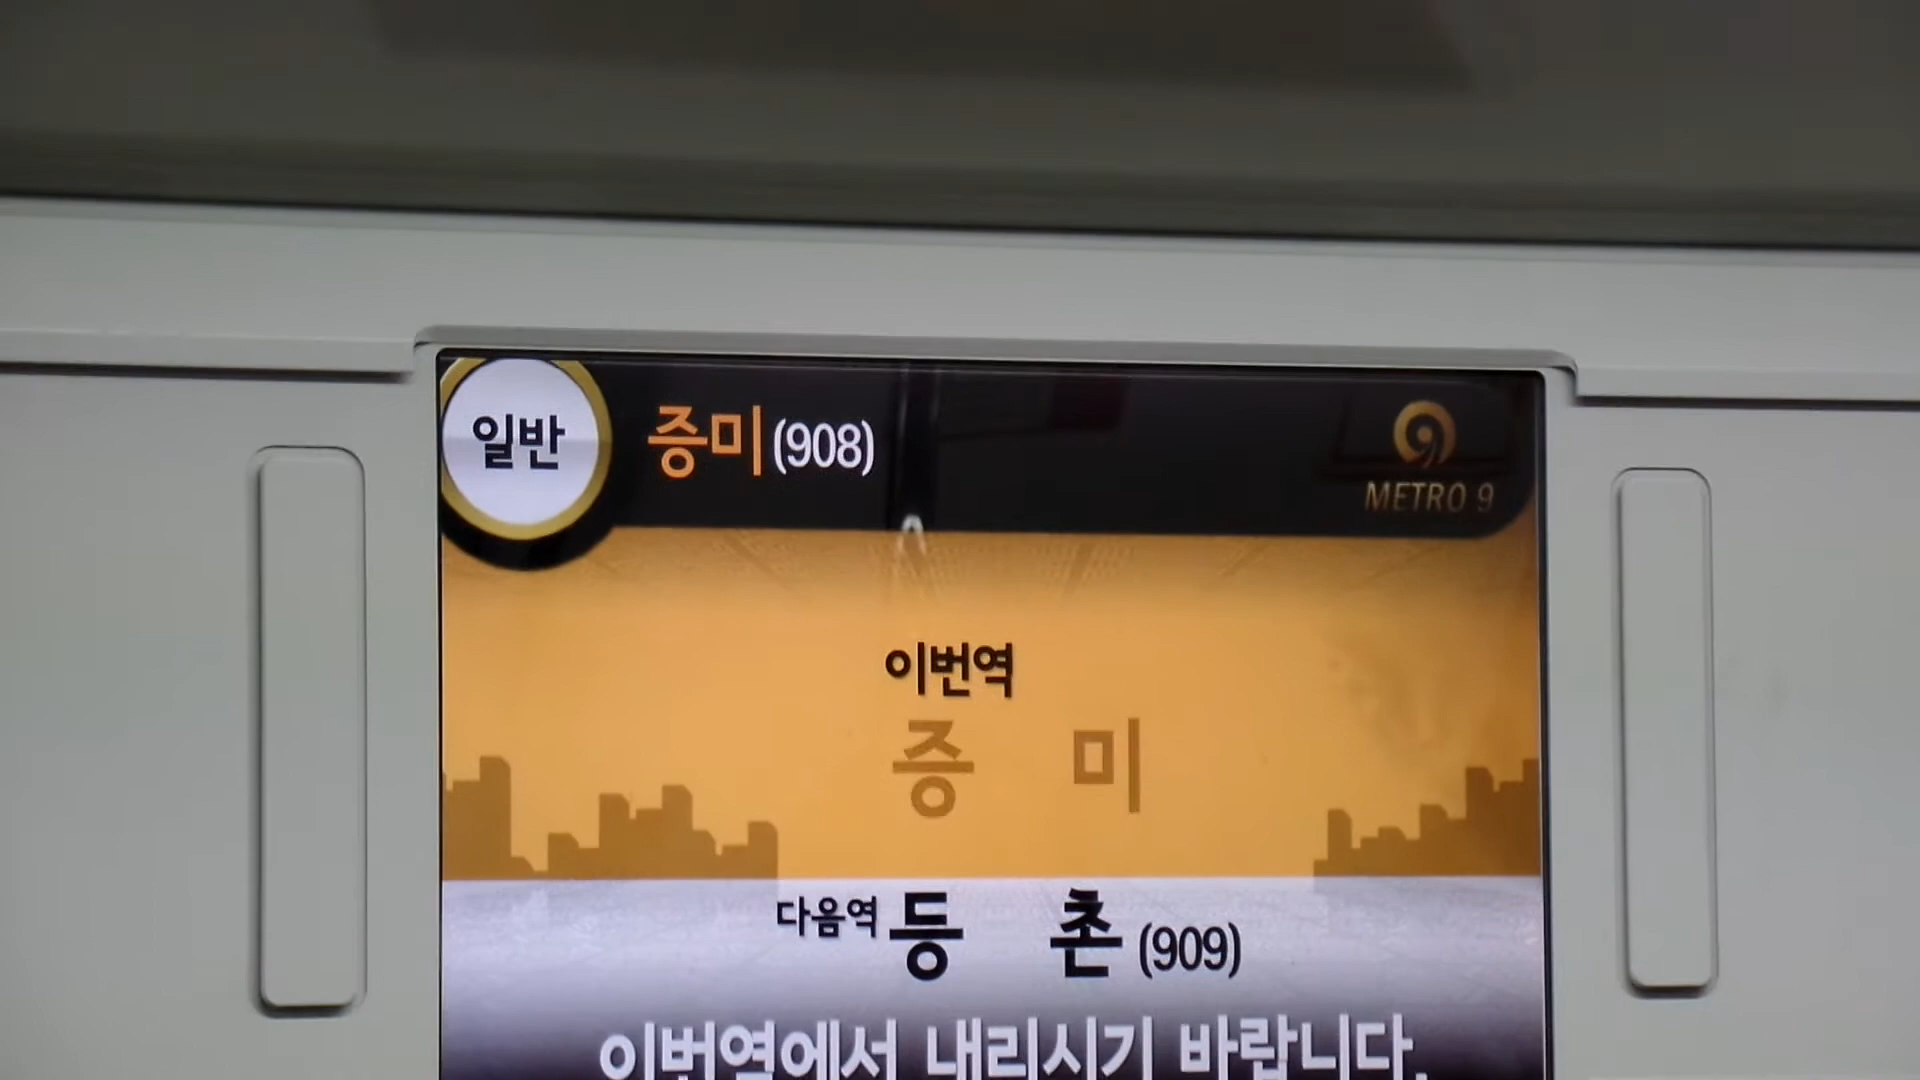 일반
증미(908)
METRO 9
이번역
증 미
다음역 등 촌 (909)
이번역에서 내리시기 바랍니다.